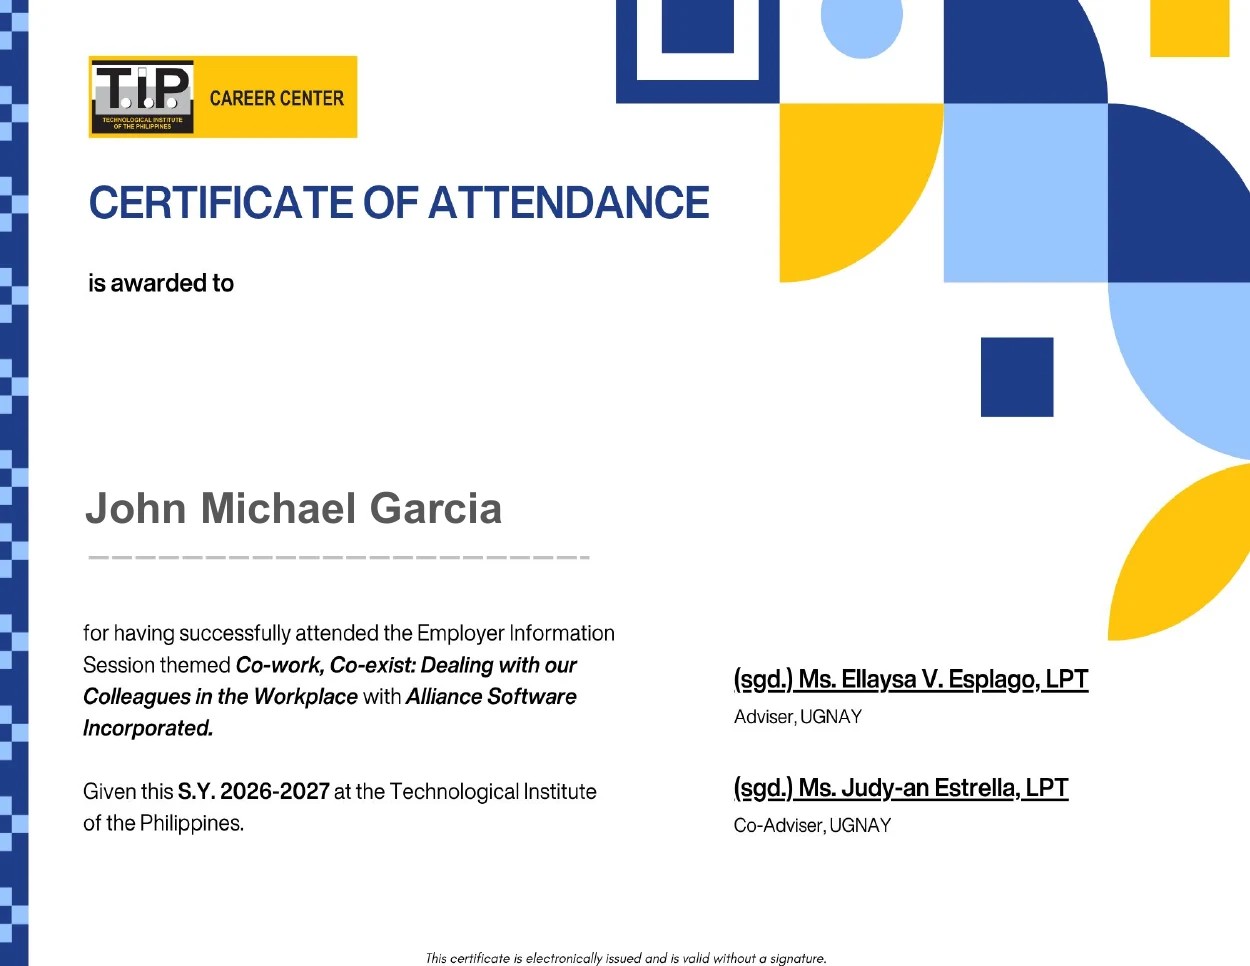 T.i.P.
TECHNOLOGICAL INSTITUTE
OF THE PHILIPPINES
CAREER CENTER
CERTIFICATE OF ATTENDANCE
is awarded to
John Michael Garcia
for having successfully attended the Employer Information
Session themed Co-work, Co-exist: Dealing with our
Colleagues in the Workplace with Alliance Software
Incorporated.
Given this S.Y. 2026-2027 at the Technological Institute
of the Philippines.
(sgd.) Ms. Ellaysa V. Esplago, LPT
Adviser, UGNAY
(sgd.) Ms. Judy-an Estrella, LPT
Co-Adviser, UGNAY
This certificate is electronically issued and is valid without a signature.